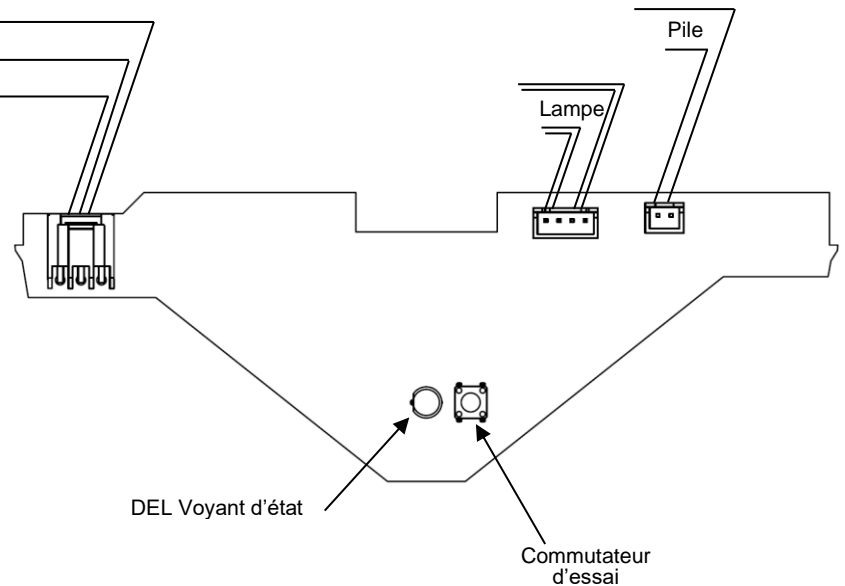 Pile
Lampe
DEL Voyant d’état
Commutateur
d’essai